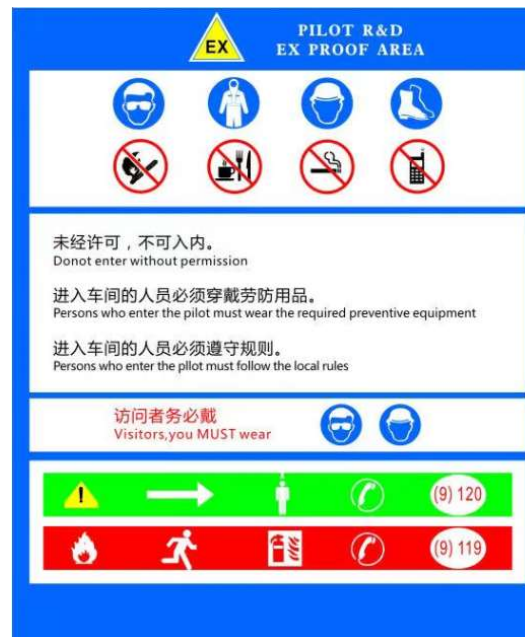 EX
PILOT R&D
EX PROOF AREA
未经许可，不可入内。
Donot enter without permission
进入车间的人员必须穿戴劳防用品。
Persons who enter the pilot must wear the required preventive equipment
进入车间的人员必须遵守规则。
Persons who enter the pllot must follow the local rules
访问者务必戴
Visitors,you MUST wear
! (9) 120
(9) 119